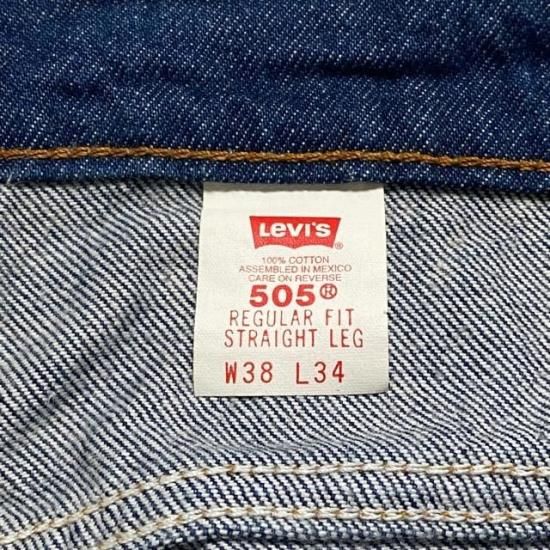 Levi's ®
100% COTTON
ASSEMBLED IN MEXICO
CARE ON REVERSE
505®
REGULAR FIT
STRAIGHT LEG
W38 L34